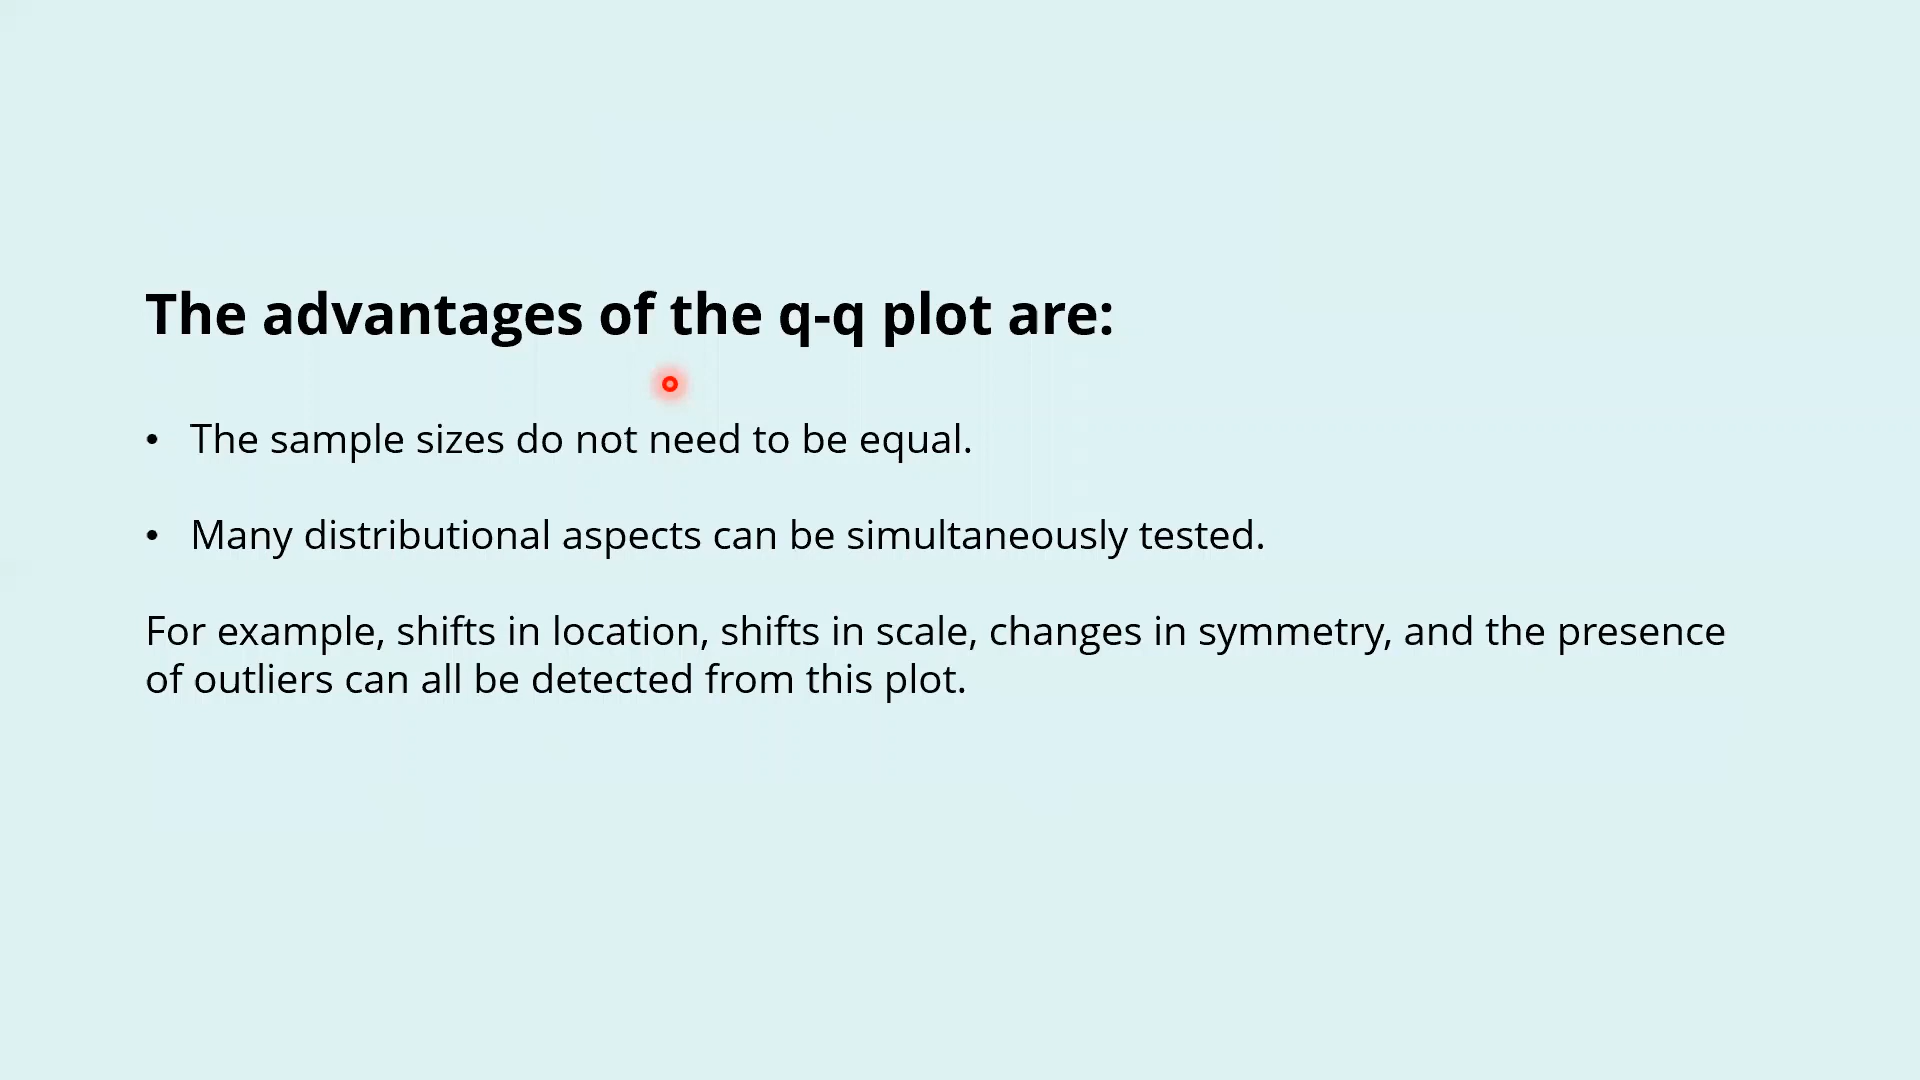 The advantages of the q-q plot are:
• The sample sizes do not need to be equal.
• Many distributional aspects can be simultaneously tested.
For example, shifts in location, shifts in scale, changes in symmetry, and the presence
of outliers can all be detected from this plot.